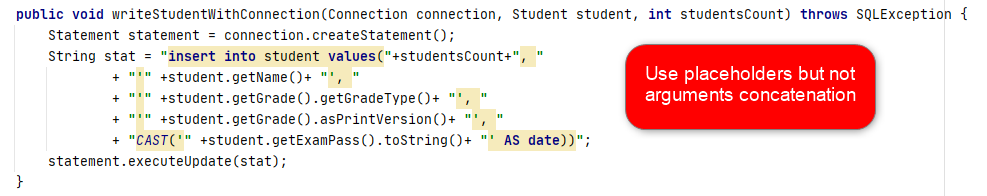 public void writeStudentWithConnection(Connection connection, Student student, int studentsCount) throws SQLException {
Statement statement = connection.createStatement();
String stat = "insert into student values("+studentsCount+", "
+ "'" +student.getName()+ "', "
+ "'" +student.getGrade().getGradeType()+ "', "
+ "'" +student.getGrade().asPrintVersion()+ "', "
+ "CAST('" +student.getExamPass().toString()+ "' AS date))";
statement.executeUpdate(stat);
}
Use placeholders but not
arguments concatenation